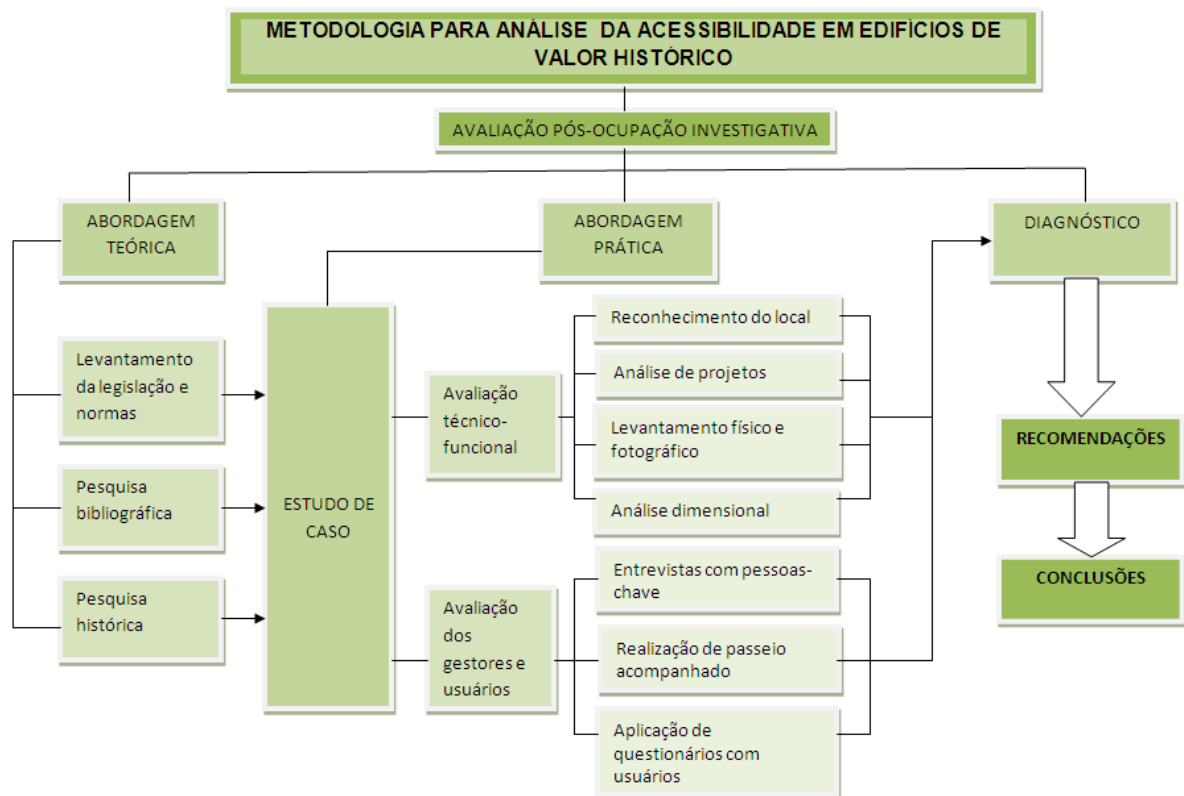 METODOLOGIA PARA ANÁLISE DA ACESSIBILIDADE EM EDIFÍCIOS DE
VALOR HISTÓRICO
AVALIAÇÃO PÓS-OCUPAÇÃO INVESTIGATIVA
ABORDAGEM
TEÓRICA
ABORDAGEM
PRÁTICA
DIAGNÓSTICO
Levantamento
da legislação e
normas
Pesquisa
bibliográfica
Pesquisa
histórica
ESTUDO DE
CASO
Avaliação
técnico-
funcional
Reconhecimento do local
Análise de projetos
Levantamento físico e
fotográfico
Análise dimensional
Avaliação
dos
gestores e
usuários
Entrevistas com pessoas-
chave
Realização de passeio
acompanhado
Aplicação de
questionários com
usuários
RECOMENDAÇÕES
CONCLUSÕES